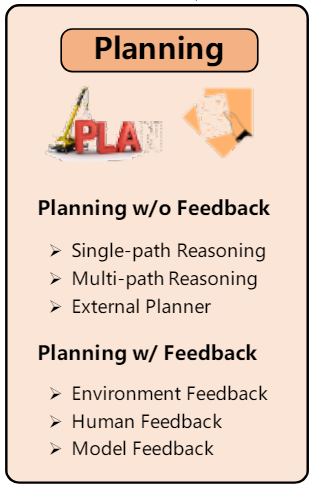 Planning
PLAN
Planning w/o Feedback
➢ Single-path Reasoning
➢ Multi-path Reasoning
➢ External Planner
Planning w/ Feedback
➢ Environment Feedback
➢ Human Feedback
➢ Model Feedback